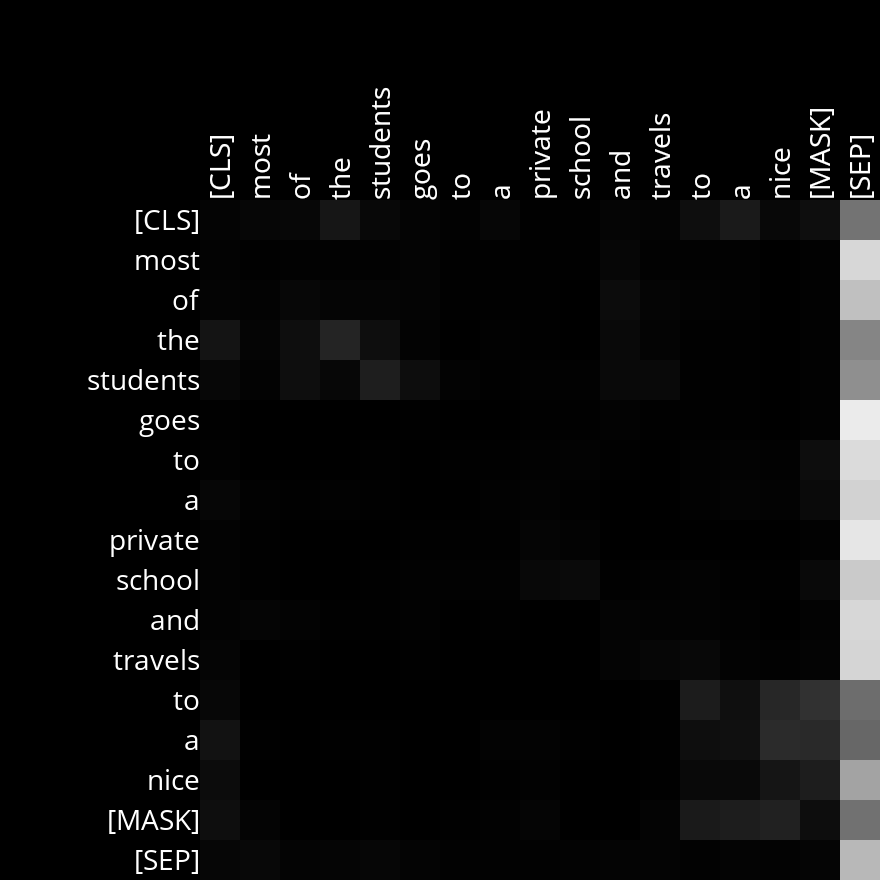 [CLS]
most
of
the
students
goes
to
a
private
school
and
travels
to
a
nice
[MASK]
[SEP]
[CLS]
most
of
the
students
goes
to
a
private
school
and
travels
to
a
nice
[MASK]
[SEP]